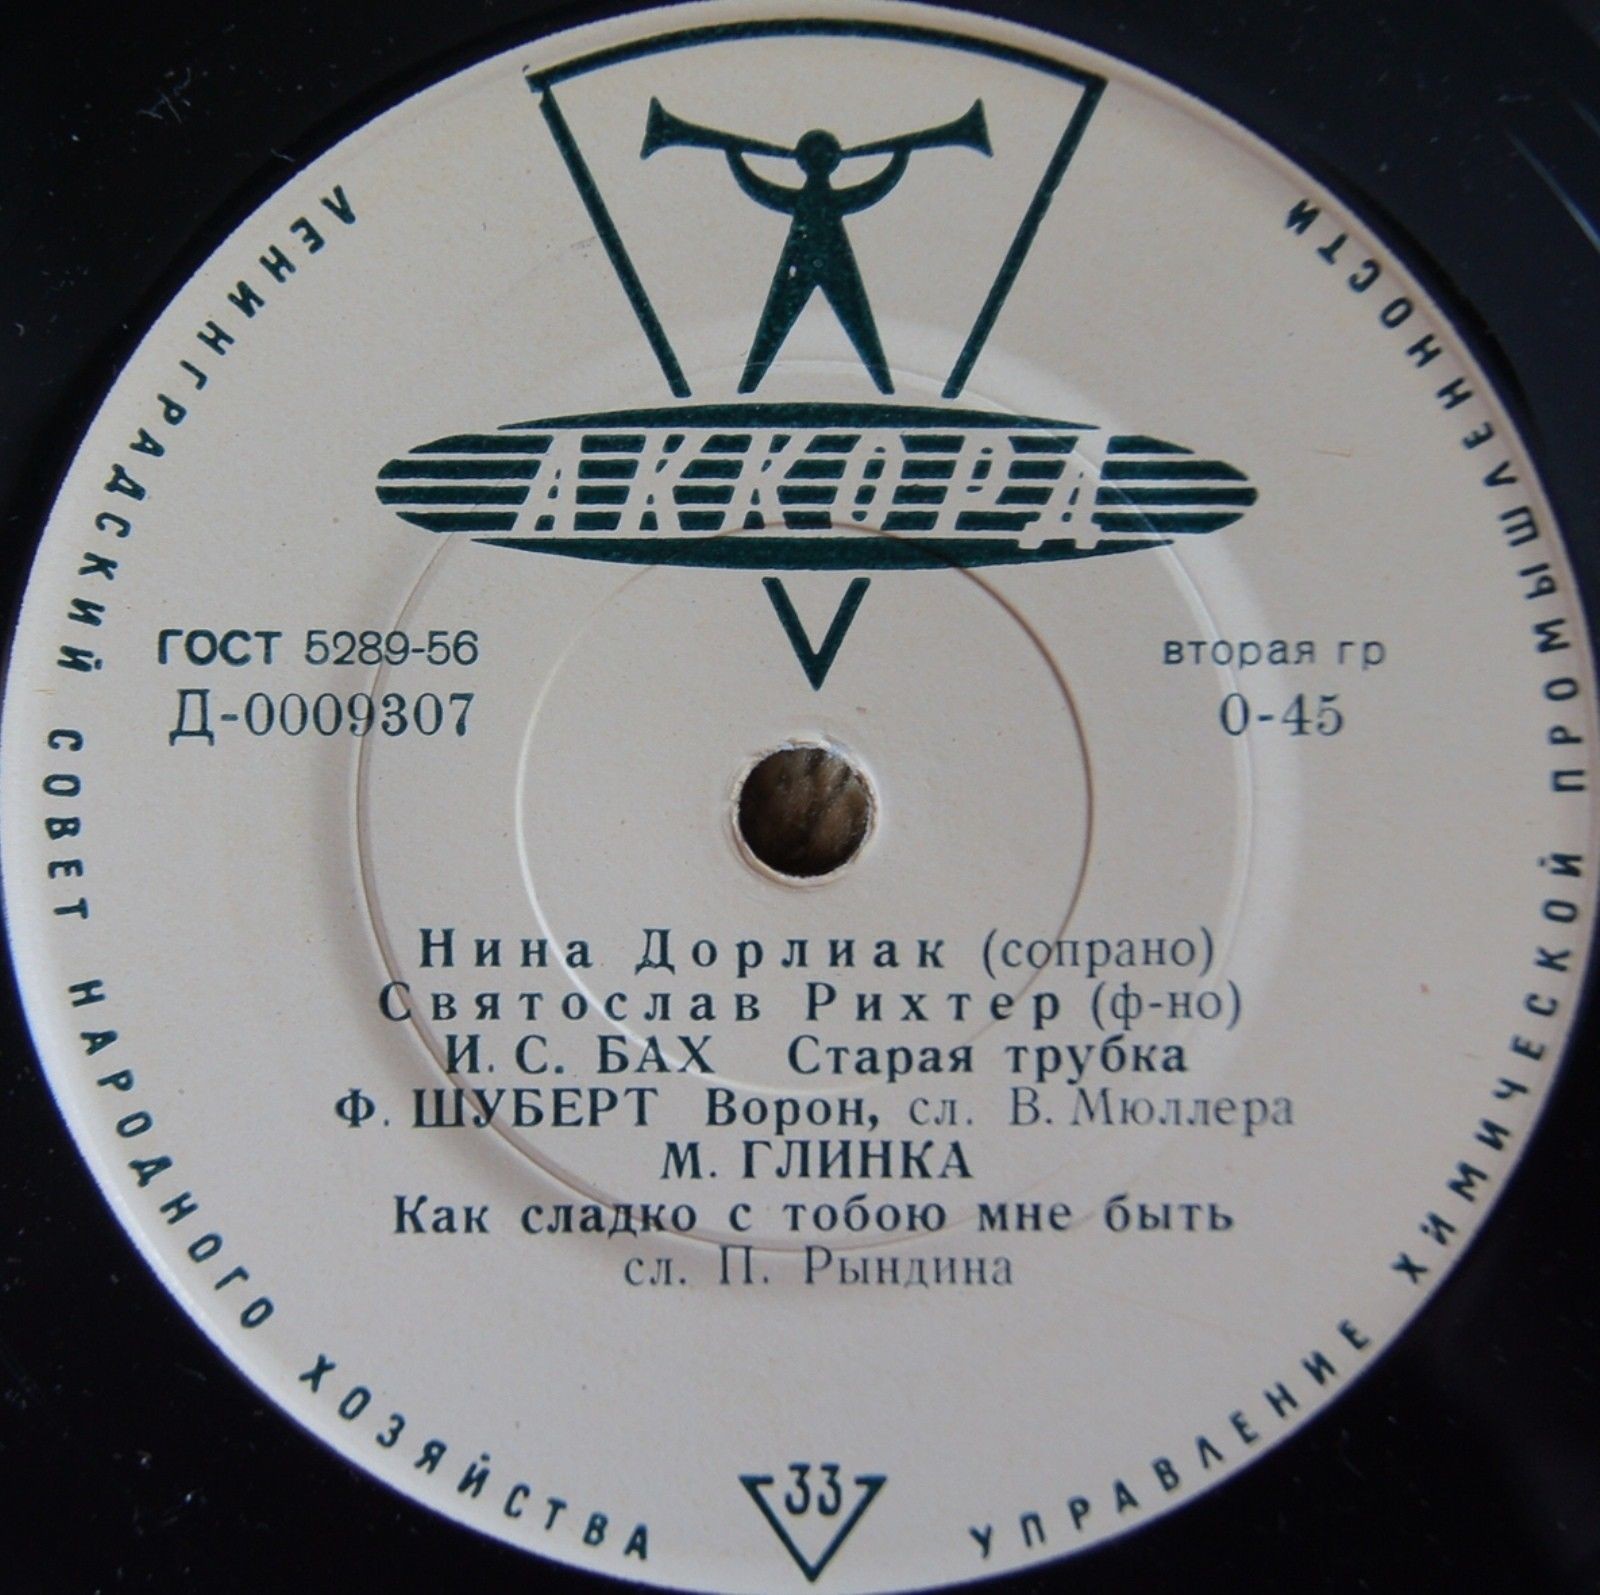 ЛЕНИНГРАДСКИЙ СОВЕТ НАРОДНОГО ХОЗЯЙСТВА
УПРАВЛЕНИЕ ХИМИЧЕСКОЙ ПРОМЫШЛЕННОСТИ
АККОРД
ГОСТ 5289-56
Д-0009307
вторая гр
0-45
Нина Дорлиак (сопрано)
Святослав Рихтер (ф-но)
И. С. БАХ Старая трубка
Ф. ШУБЕРТ Ворон, сл. В. Мюллера
М. ГЛИНКА
Как сладко с тобою мне быть
сл. П. Рындина
33